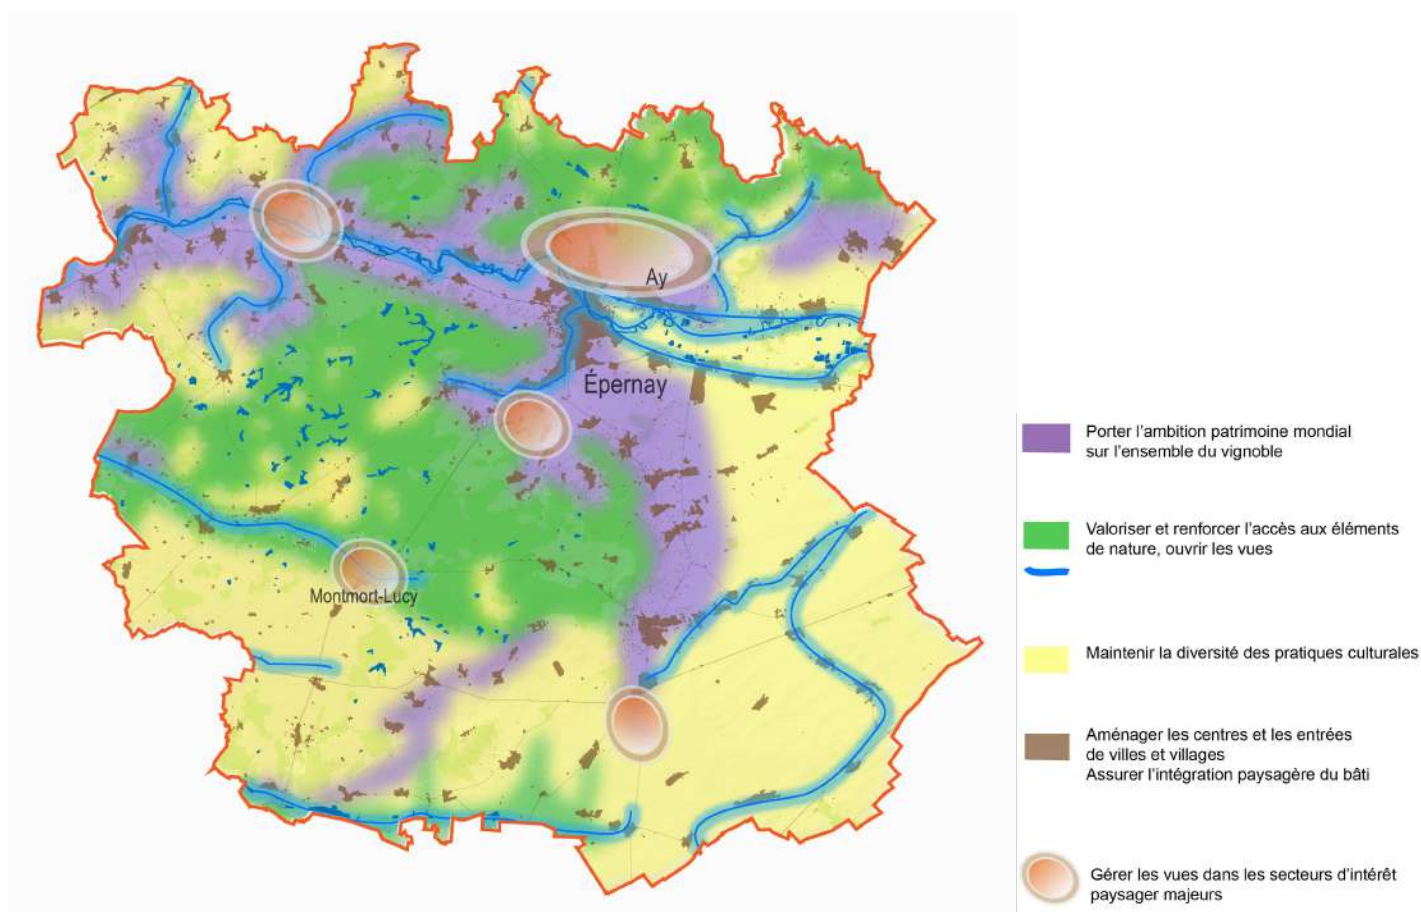 Ay
Épernay
Montmort-Lucy
Porter l'ambition patrimoine mondial
sur l'ensemble du vignoble
Valoriser et renforcer l'accès aux éléments
de nature, ouvrir les vues
Maintenir la diversité des pratiques culturales
Aménager les centres et les entrées
de villes et villages
Assurer l'intégration paysagère du bâti
Gérer les vues dans les secteurs d'intérêt
paysager majeurs